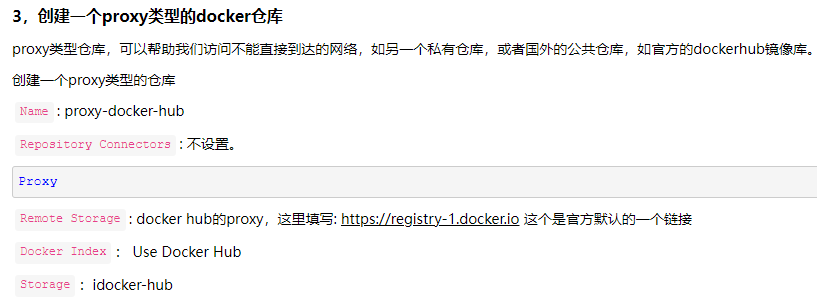 3，创建一个proxy类型的docker仓库
proxy类型仓库，可以帮助我们访问不能直接到达的网络，如另一个私有仓库，或者国外的公共仓库，如官方的dockerhub镜像库。
创建一个proxy类型的仓库
Name : proxy-docker-hub
Repository Connectors : 不设置。
Proxy
Remote Storage : docker hub的proxy，这里填写: https://registry-1.docker.io 这个是官方默认的一个链接
Docker Index ： Use Docker Hub
Storage ： idocker-hub